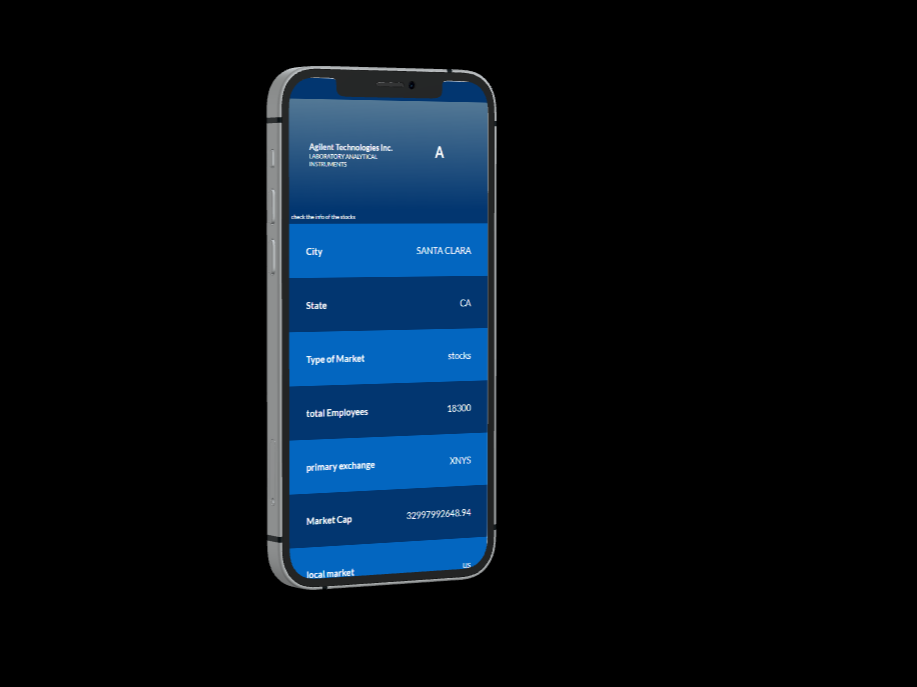 Agilent Technologies Inc.
A
LABORATORY ANALYTICAL
INSTRUMENTS
check the info of the stocks
City SANTA CLARA
State CA
Type of Market stocks
total Employees 18300
primary exchange XNYS
Market Cap 32997992648.94
local market us